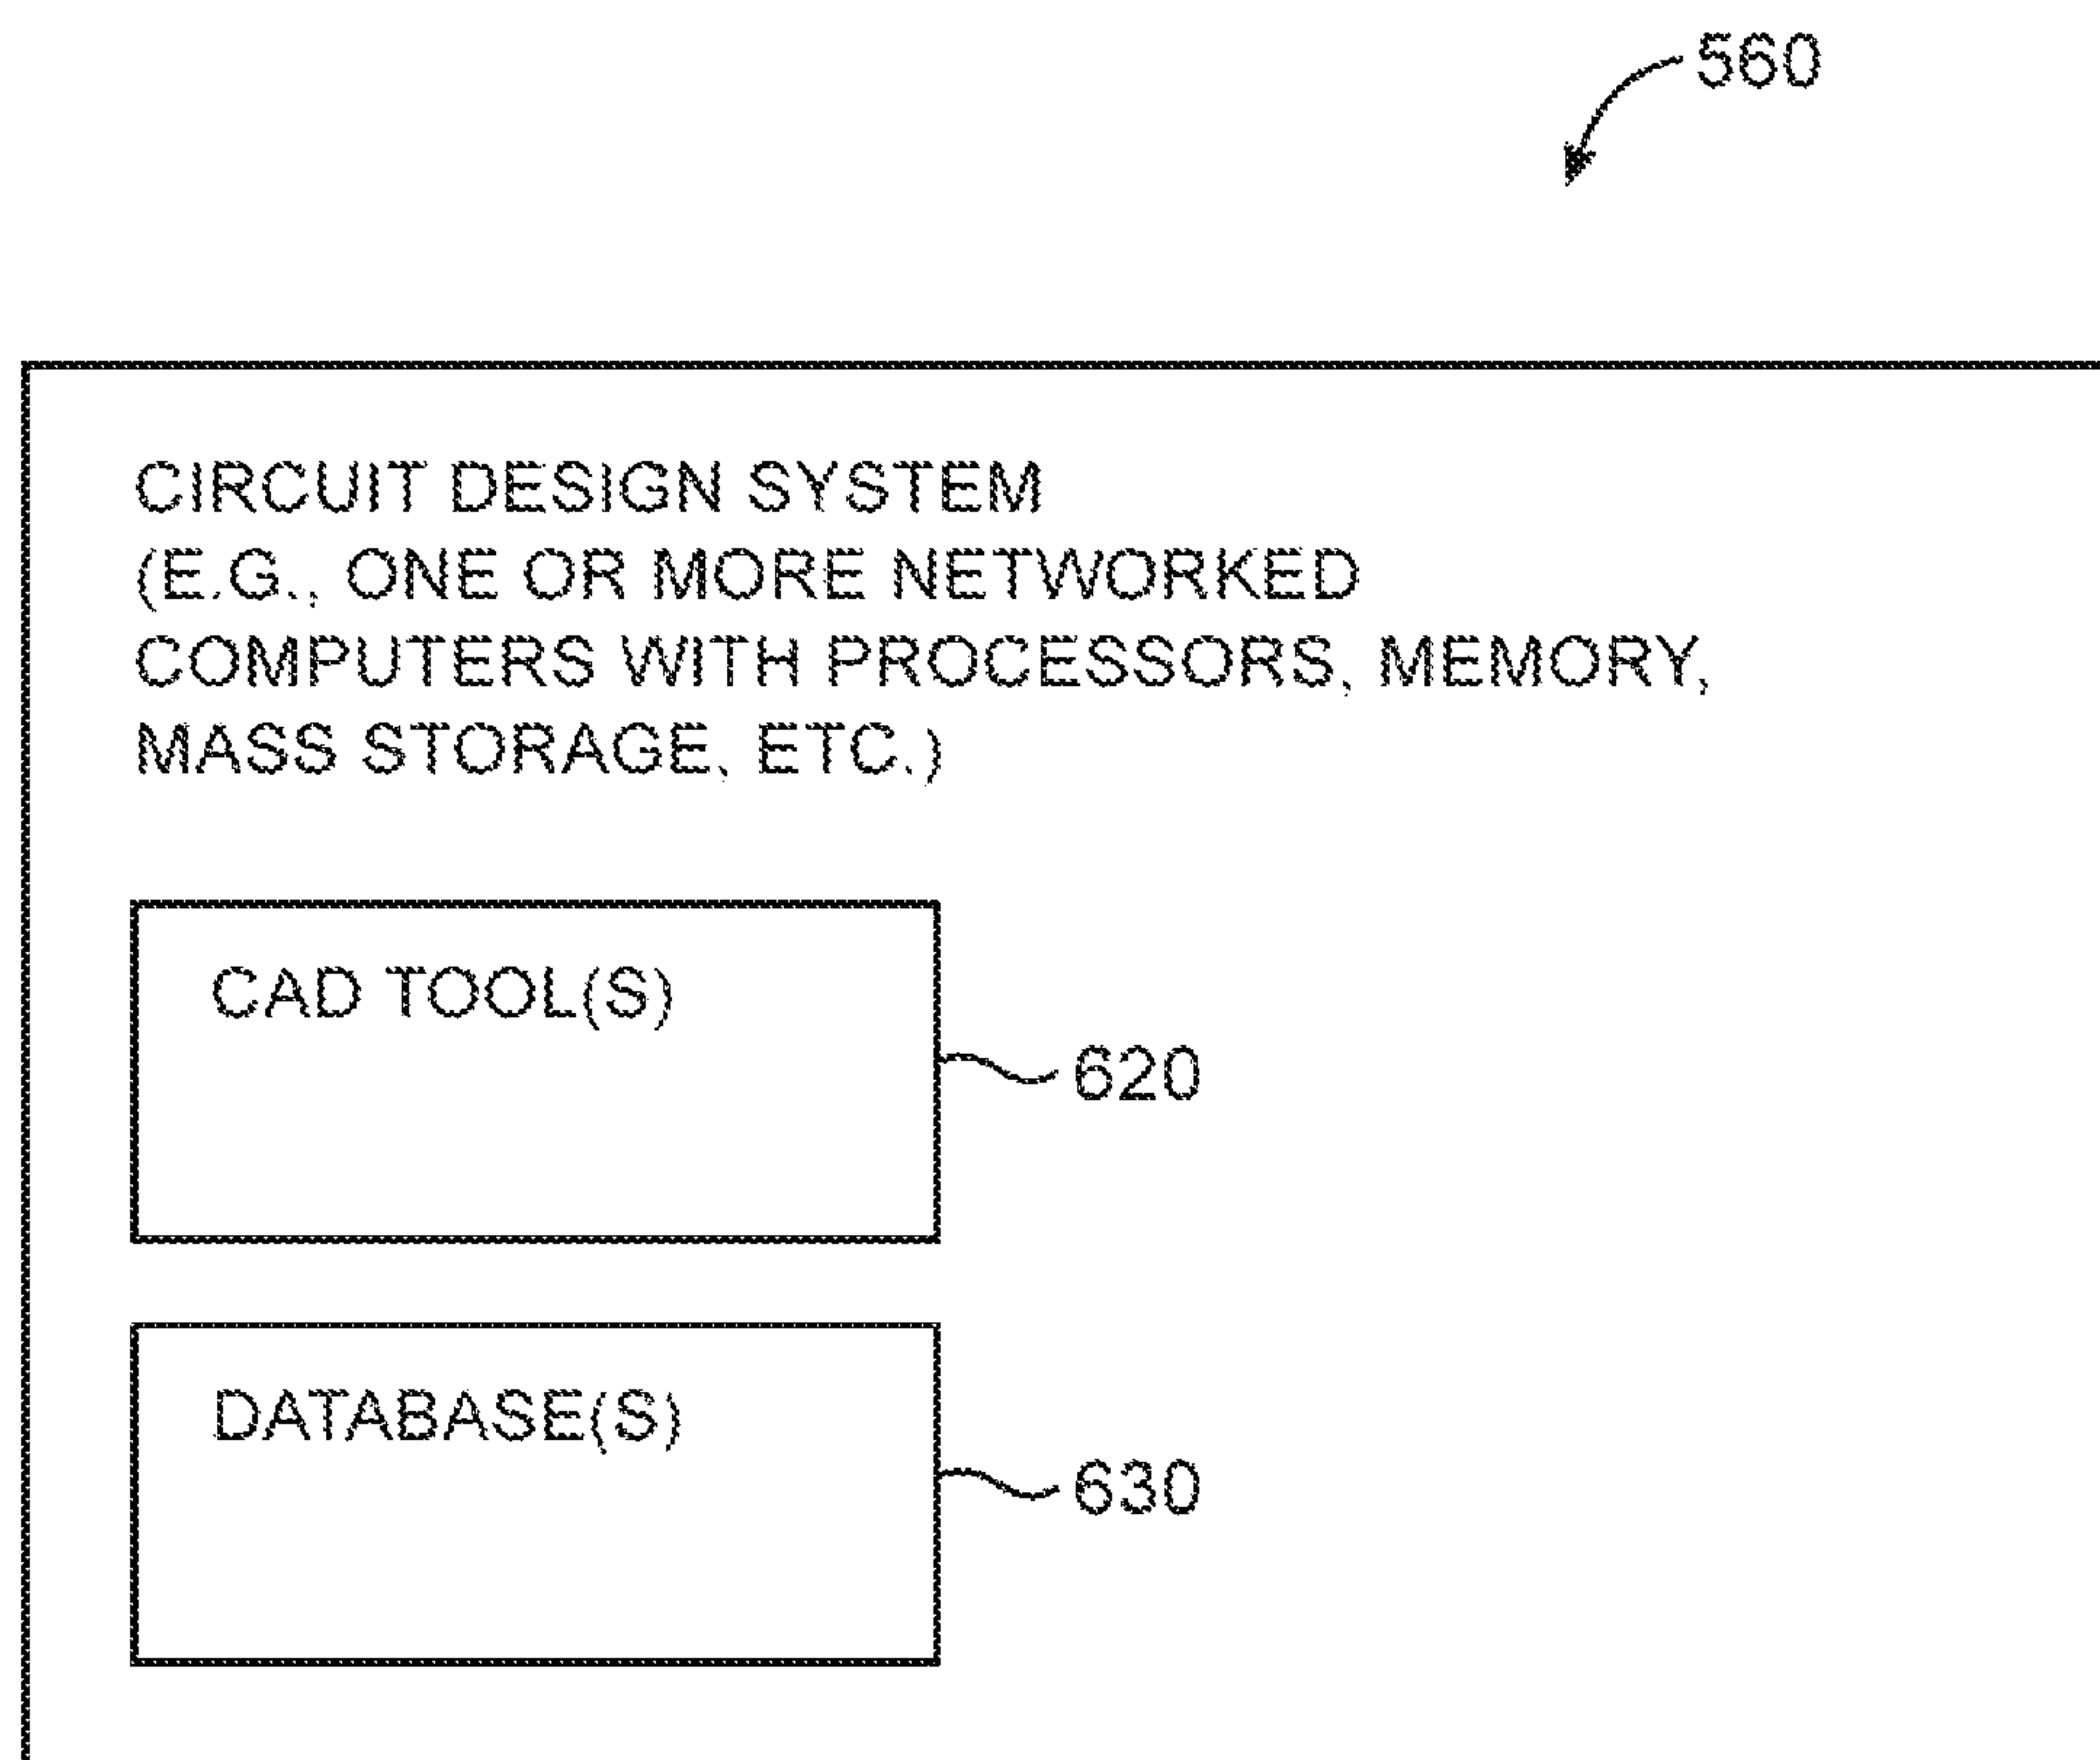 560
CIRCUIT DESIGN SYSTEM
(E.G., ONE OR MORE NETWORKED
COMPUTERS WITH PROCESSORS, MEMORY,
MASS STORAGE, ETC.)
CAD TOOL(S)
620
DATABASE(S)
630